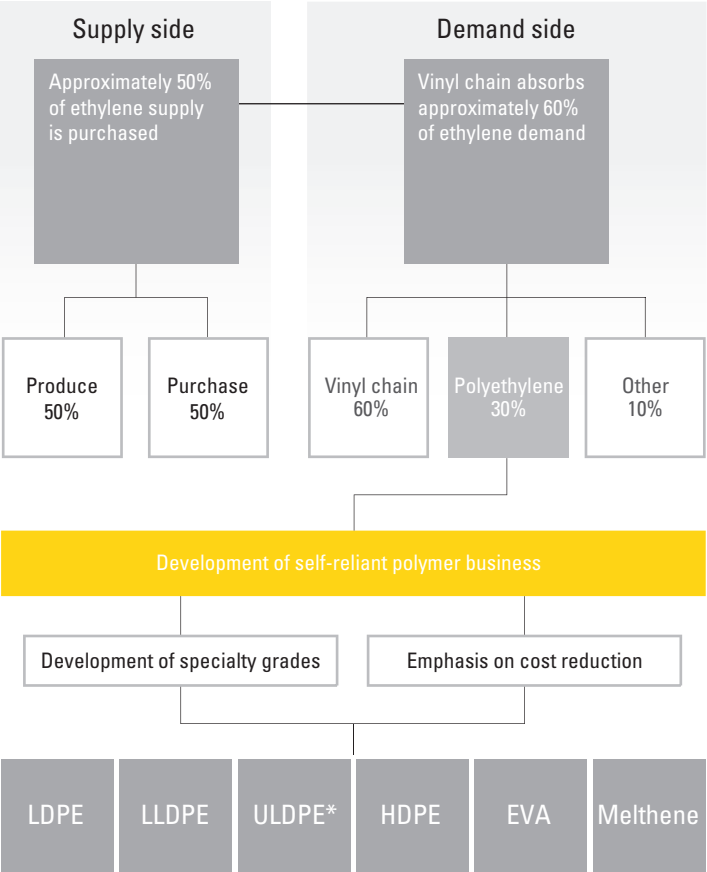 Supply side
Demand side
Approximately 50%
of ethylene supply
is purchased
Vinyl chain absorbs
approximately 60%
of ethylene demand
Produce
50%
Purchase
50%
Vinyl chain
60%
Polyethylene
30%
Other
10%
Development of self-reliant polymer business
Development of specialty grades
Emphasis on cost reduction
LDPE
LLDPE
ULDPE*
HDPE
EVA
Melthene